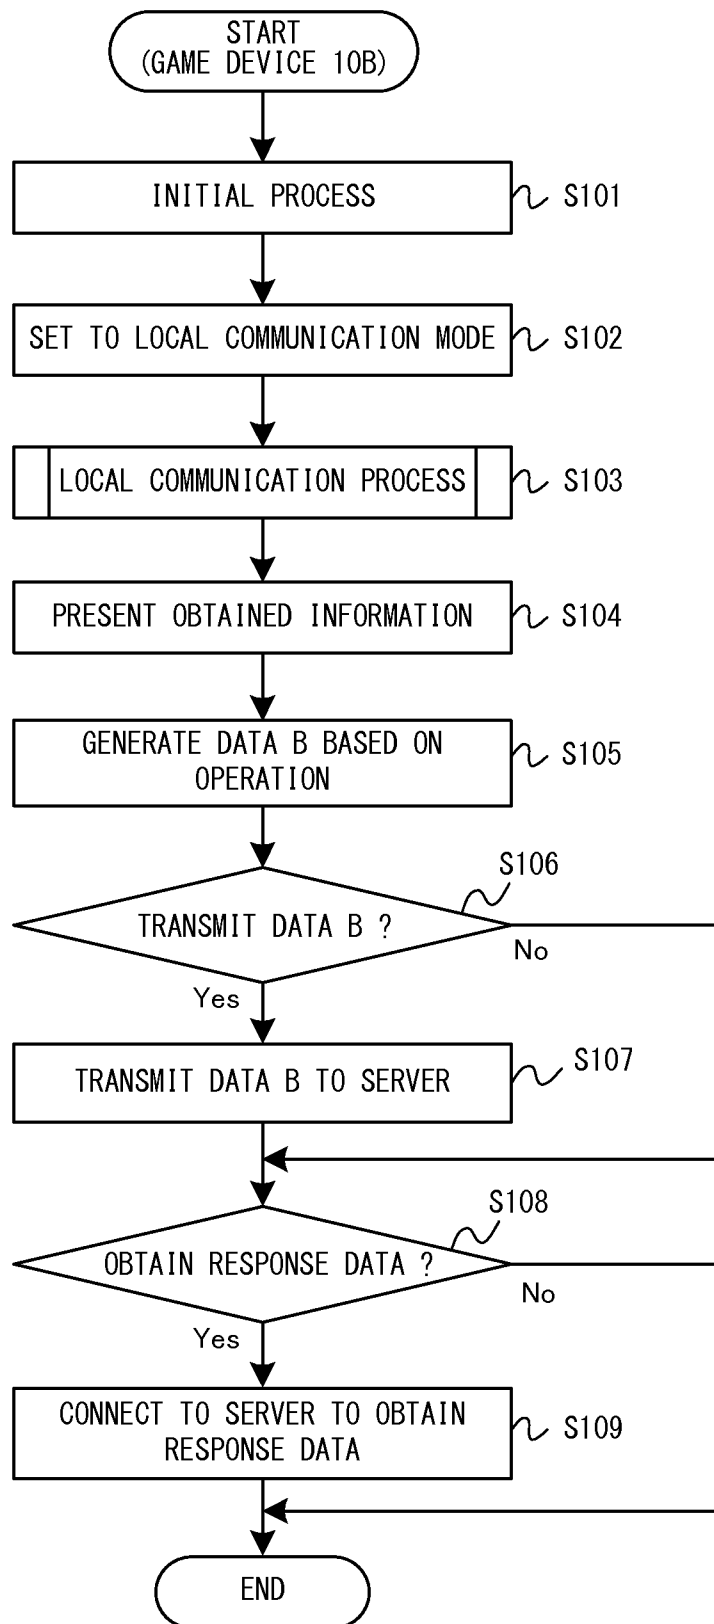 START
(GAME DEVICE 10B)
INITIAL PROCESS
S101
SET TO LOCAL COMMUNICATION MODE
S102
LOCAL COMMUNICATION PROCESS
S103
PRESENT OBTAINED INFORMATION
S104
GENERATE DATA B BASED ON
OPERATION
S105
S106
TRANSMIT DATA B ?
No
Yes
TRANSMIT DATA B TO SERVER
S107
S108
OBTAIN RESPONSE DATA ?
No
Yes
CONNECT TO SERVER TO OBTAIN
RESPONSE DATA
S109
END